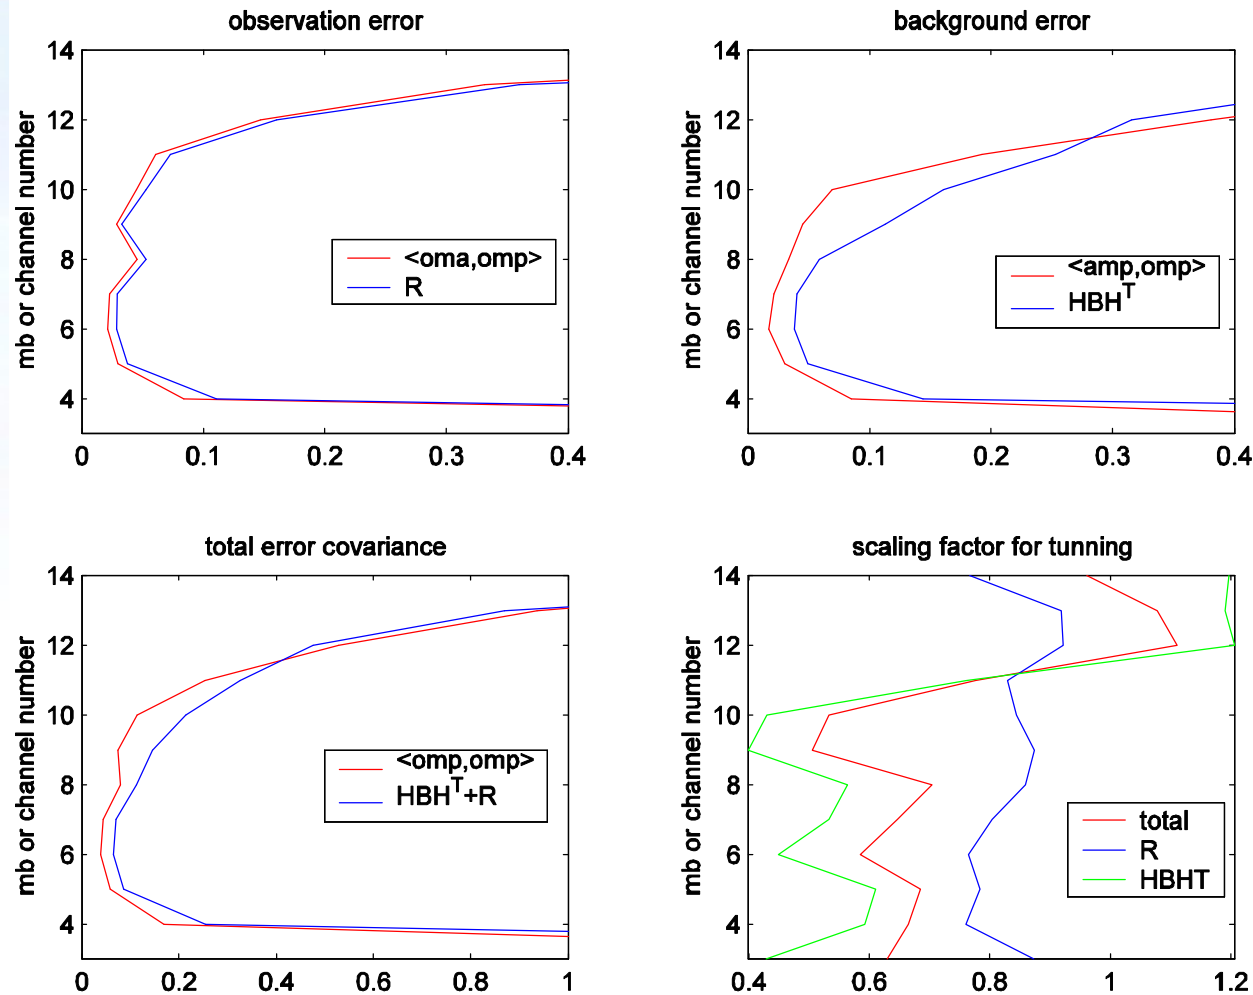 observation error
14
12
10
8
6
4
0
0.1
0.2
0.3
0.4
mb or channel number
<oma,omp>
R
background error
14
12
10
8
6
4
0
0.1
0.2
0.3
0.4
mb or channel number
<amp,omp>
HBH^T
total error covariance
14
12
10
8
6
4
0
0.2
0.4
0.6
0.8
1
mb or channel number
<omp,omp>
HBH^T+R
scaling factor for tunning
14
12
10
8
6
4
0.4
0.6
0.8
1
1.2
mb or channel number
total
R
HBHT